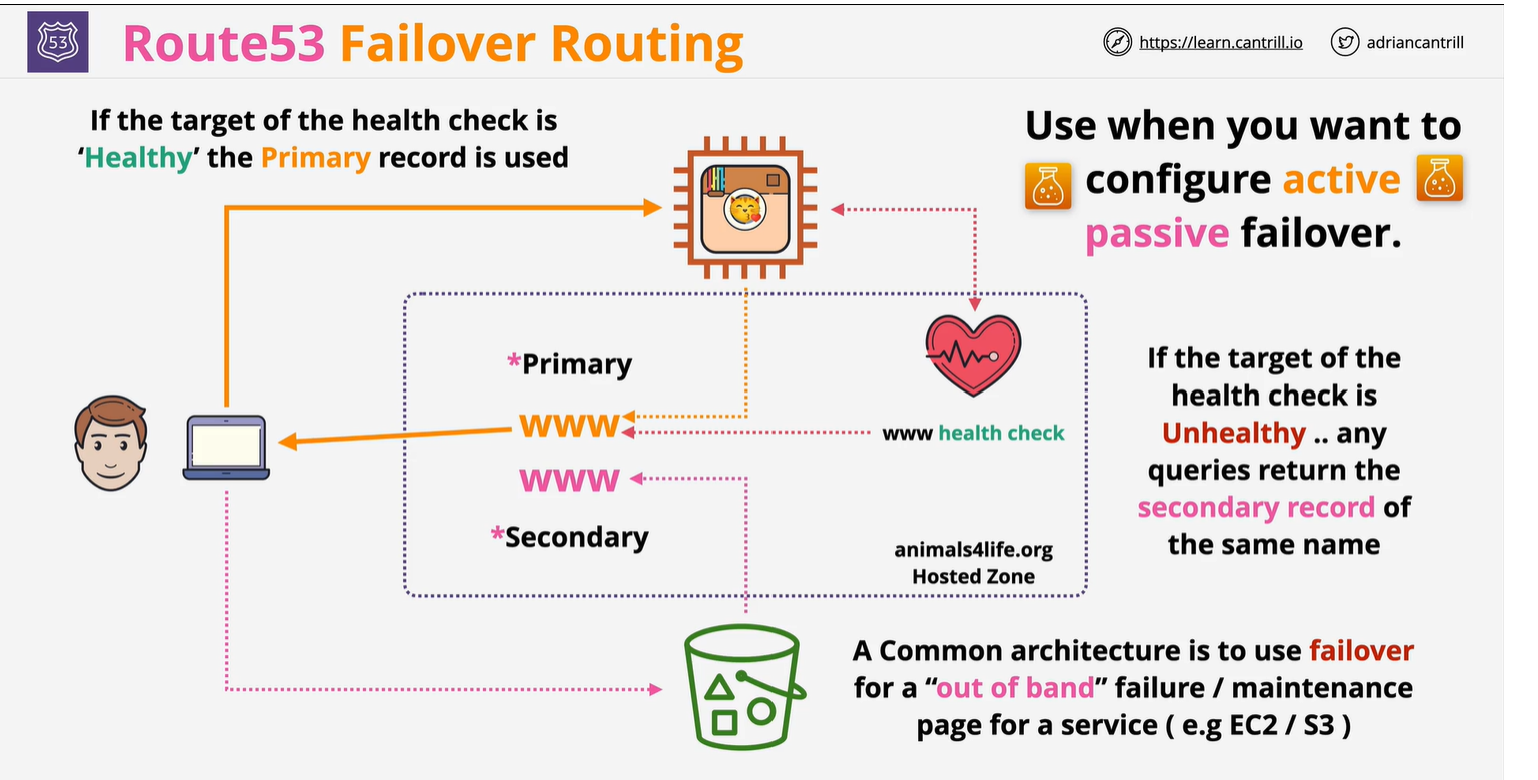 53
Route53 Failover Routing
https://learn.cantrill.io
adriancantrill
If the target of the health check is
‘Healthy’ the Primary record is used
Use when you want to
configure active
passive failover.
*Primary
www
www
*Secondary
www health check
animals4life.org
Hosted Zone
If the target of the
health check is
Unhealthy .. any
queries return the
secondary record of
the same name
A Common architecture is to use failover
for a “out of band” failure / maintenance
page for a service ( e.g EC2 / S3 )